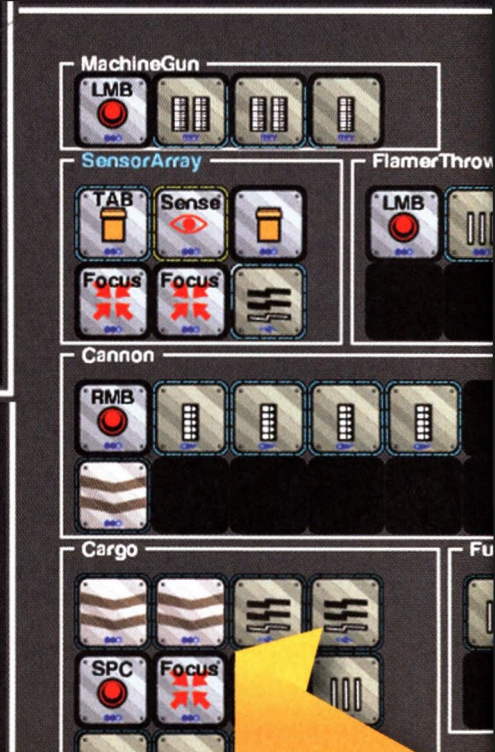 MachineGun
LMB
SensorArray
FlamerThrow
TAB
Sense
LMB
Focus
Focus
Cannon
RMB
Cargo
Fu
SPC
Focus